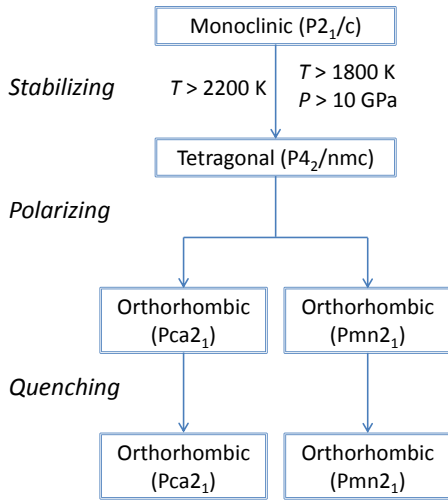 Monoclinic (P2₁/c)
Stabilizing
T > 2200 K
T > 1800 K
P > 10 GPa
Tetragonal (P4₂/nmc)
Polarizing
Orthorhombic
(Pca2₁)
Orthorhombic
(Pmn2₁)
Quenching
Orthorhombic
(Pca2₁)
Orthorhombic
(Pmn2₁)